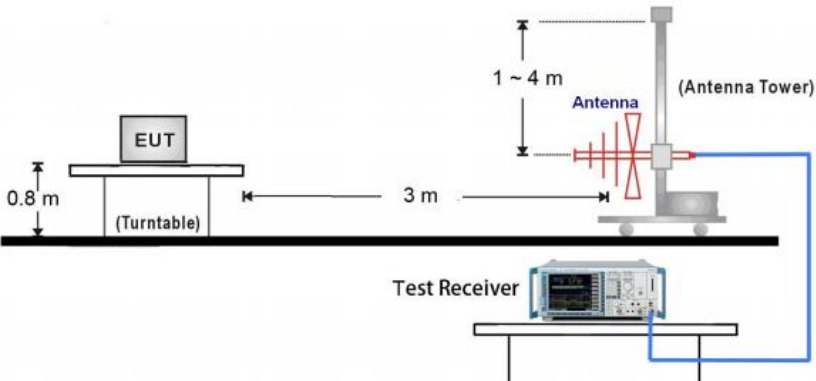 1 ~ 4 m
(Antenna Tower)
Antenna
EUT
0.8 m
3 m
(Turntable)
Test Receiver